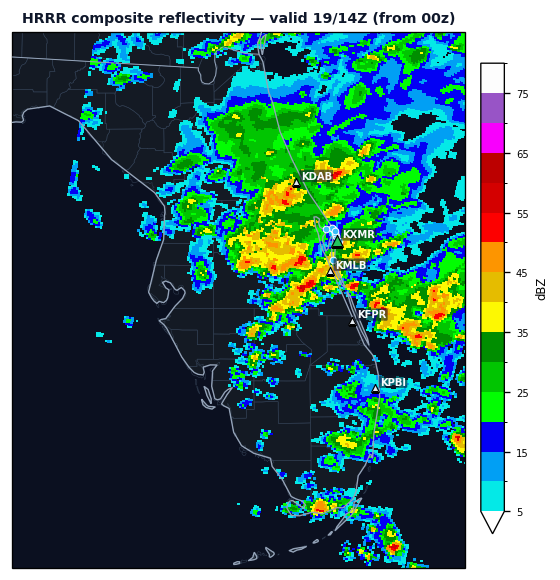 HRRR composite reflectivity — valid 19/14Z (from 00z)
KDAB
KXMR
KMLB
KFPR
KPBI
75
65
55
45
35
25
15
5
dBZ